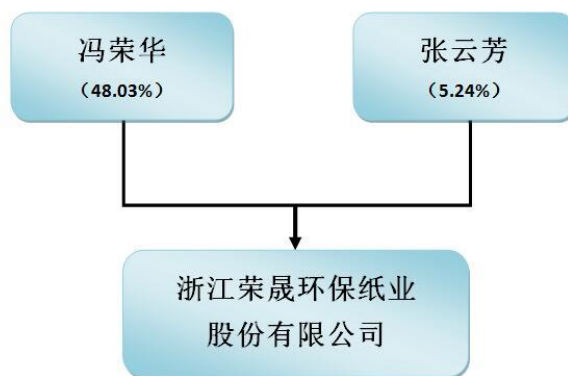 冯荣华
（48.03%）
张云芳
（5.24%）
浙江荣晟环保纸业
股份有限公司